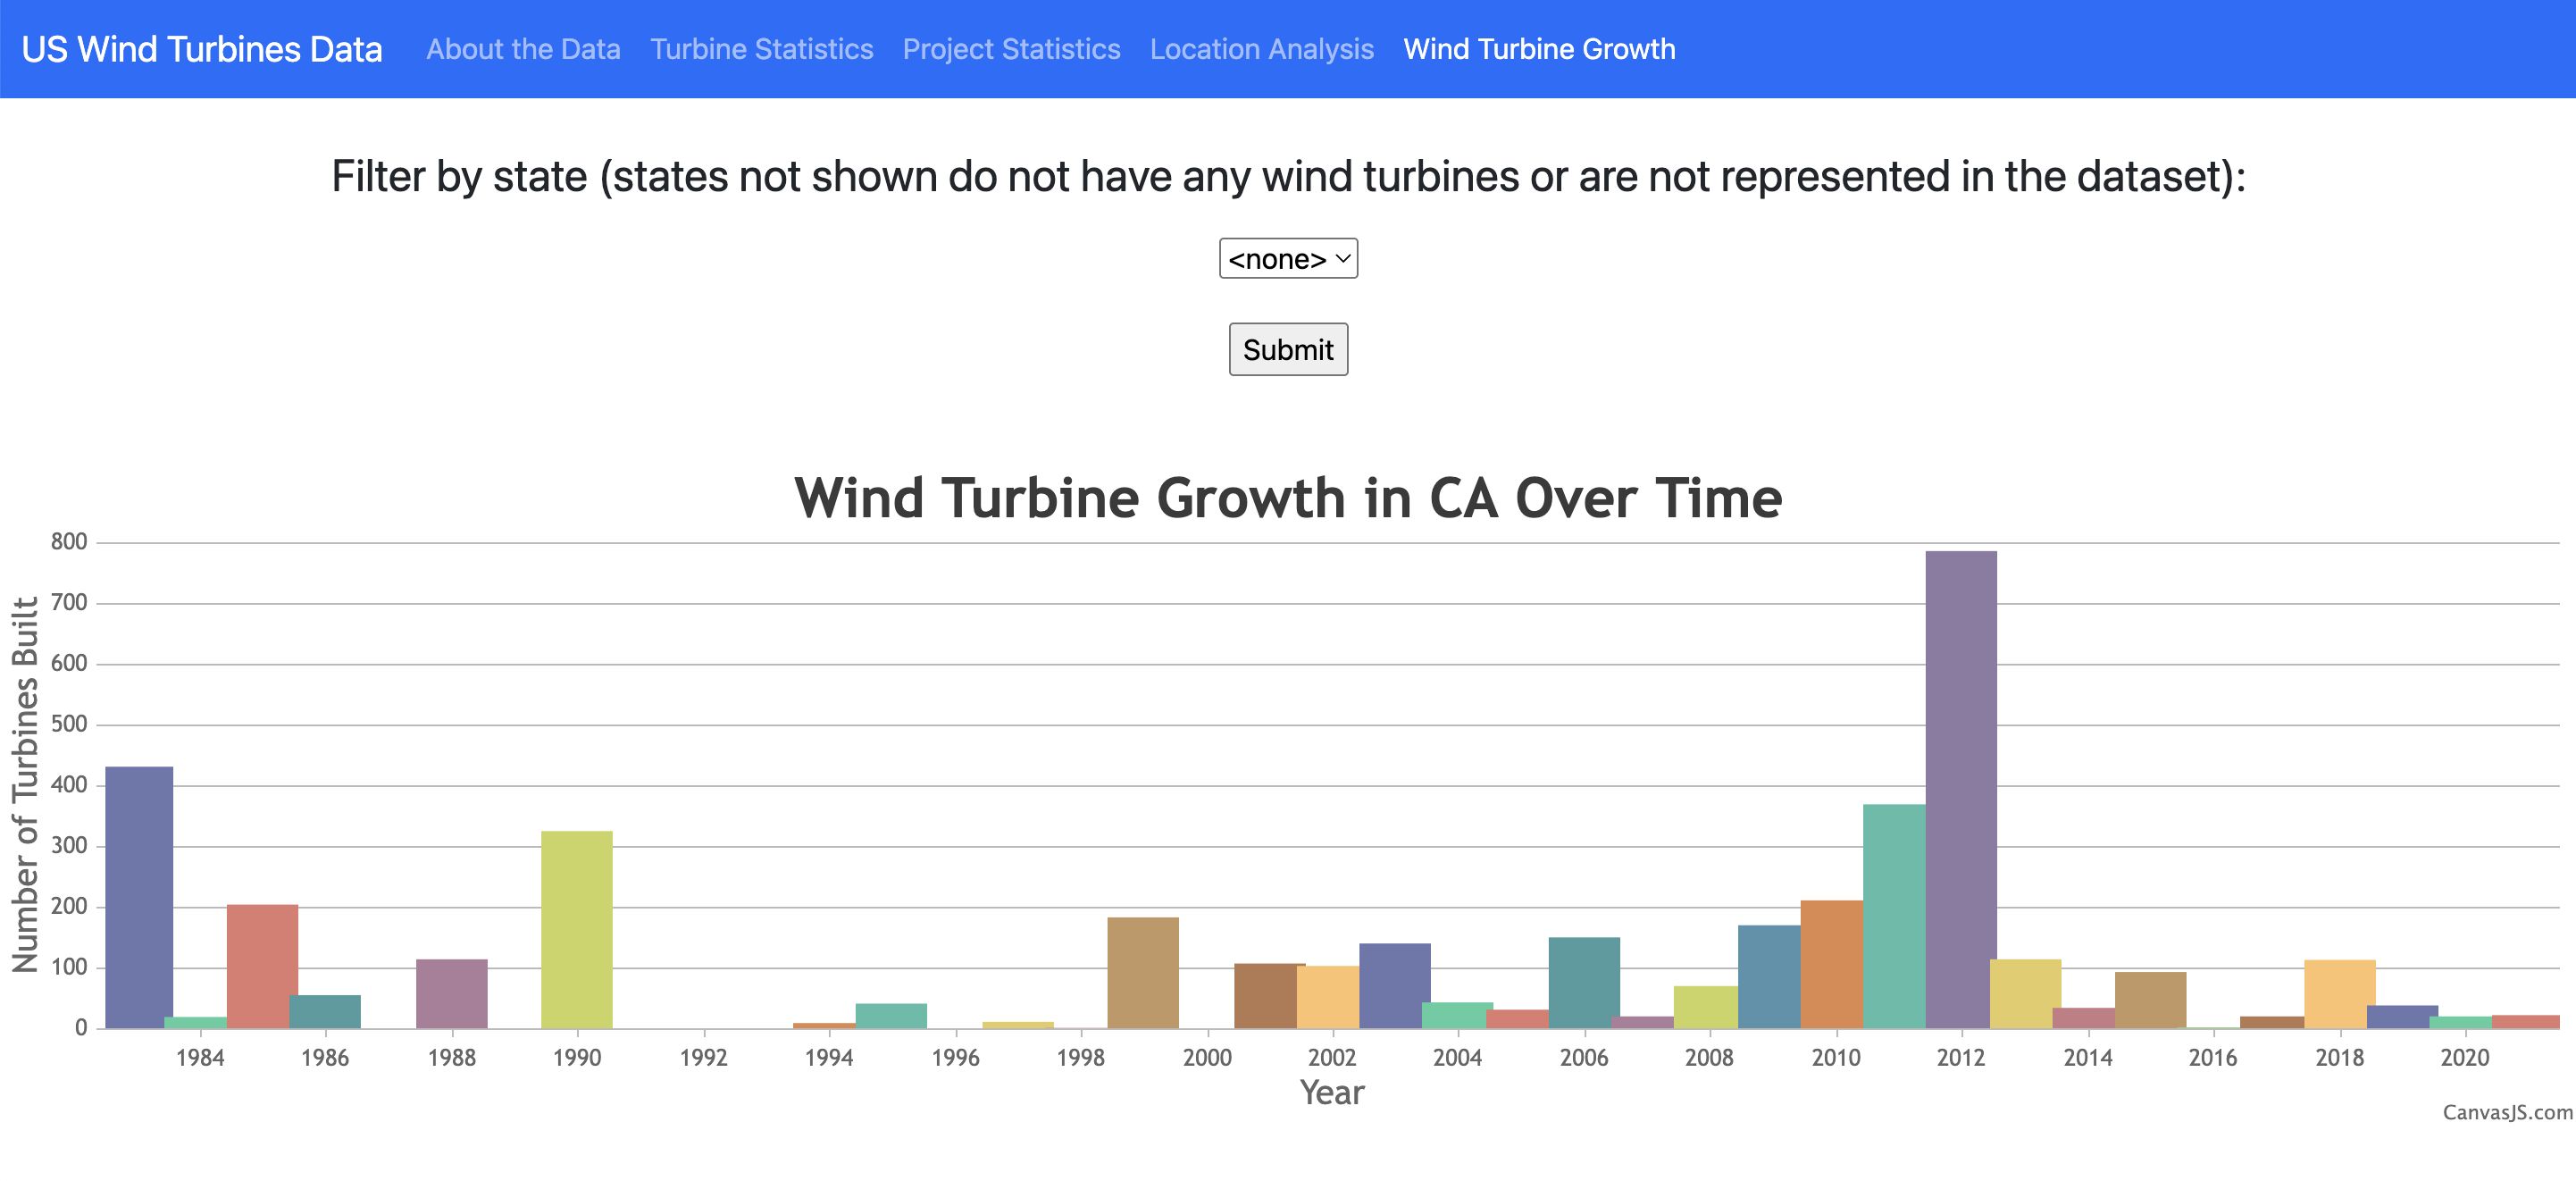 US Wind Turbines Data About the Data Turbine Statistics Project Statistics Location Analysis Wind Turbine Growth
Filter by state (states not shown do not have any wind turbines or are not represented in the dataset):
<none>
Submit
Wind Turbine Growth in CA Over Time
Number of Turbines Built
800
700
600
500
400
300
200
100
0
1984 1986 1988 1990 1992 1994 1996 1998 2000 2002 2004 2006 2008 2010 2012 2014 2016 2018 2020
Year
CanvasJS.com